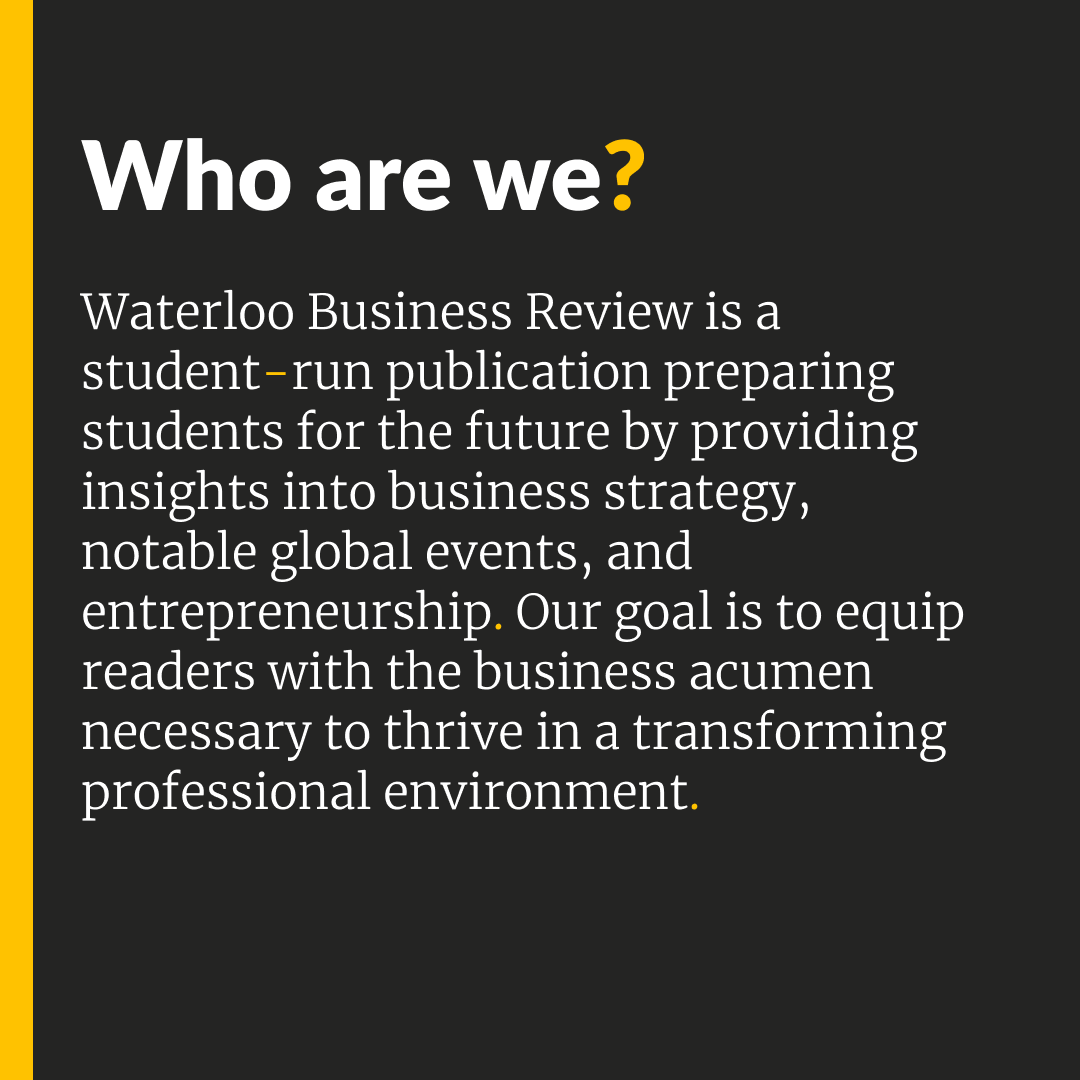 Who are we?
Waterloo Business Review is a
student-run publication preparing
students for the future by providing
insights into business strategy,
notable global events, and
entrepreneurship. Our goal is to equip
readers with the business acumen
necessary to thrive in a transforming
professional environment.